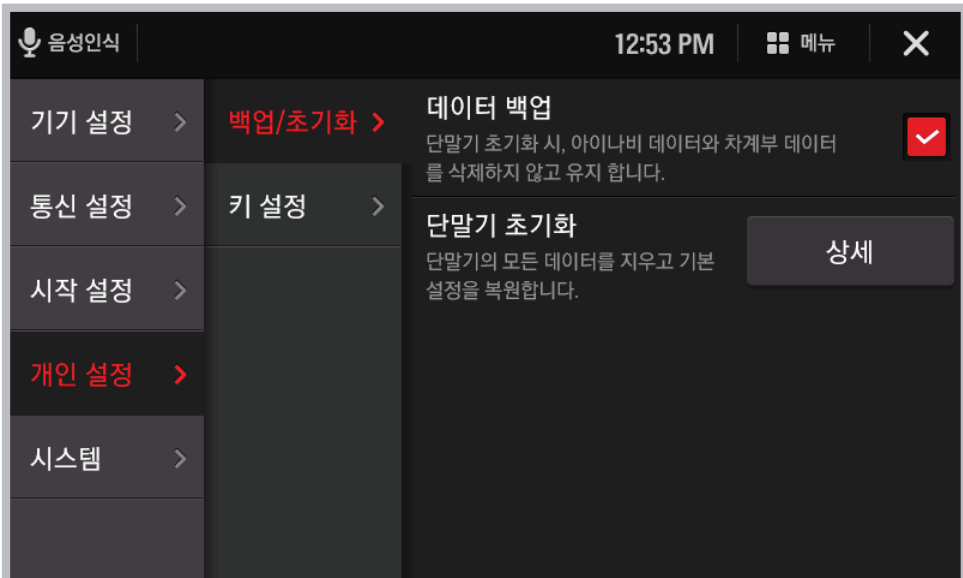 음성인식
12:53 PM
메뉴
기기 설정
통신 설정
시작 설정
개인 설정
시스템
백업/초기화
키 설정
데이터 백업
단말기 초기화 시, 아이나비 데이터와 차계부 데이터
를 삭제하지 않고 유지 합니다.
단말기 초기화
단말기의 모든 데이터를 지우고 기본
설정을 복원합니다.
상세